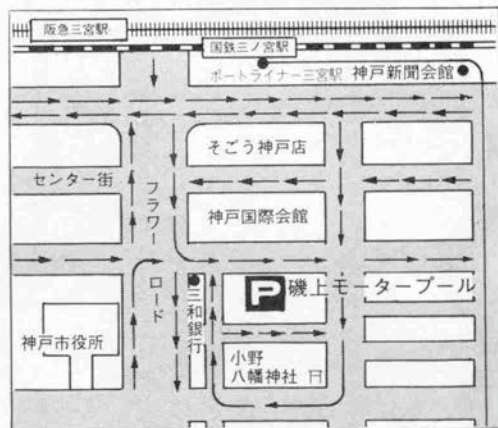 阪急三宮駅
国鉄三ノ宮駅
ポートライナー三宮駅
神戸新聞会館
そごう神戸店
センター街
フラワーロード
神戸国際会館
P
磯上モータープール
三和銀行
神戸市役所
小野
八幡神社